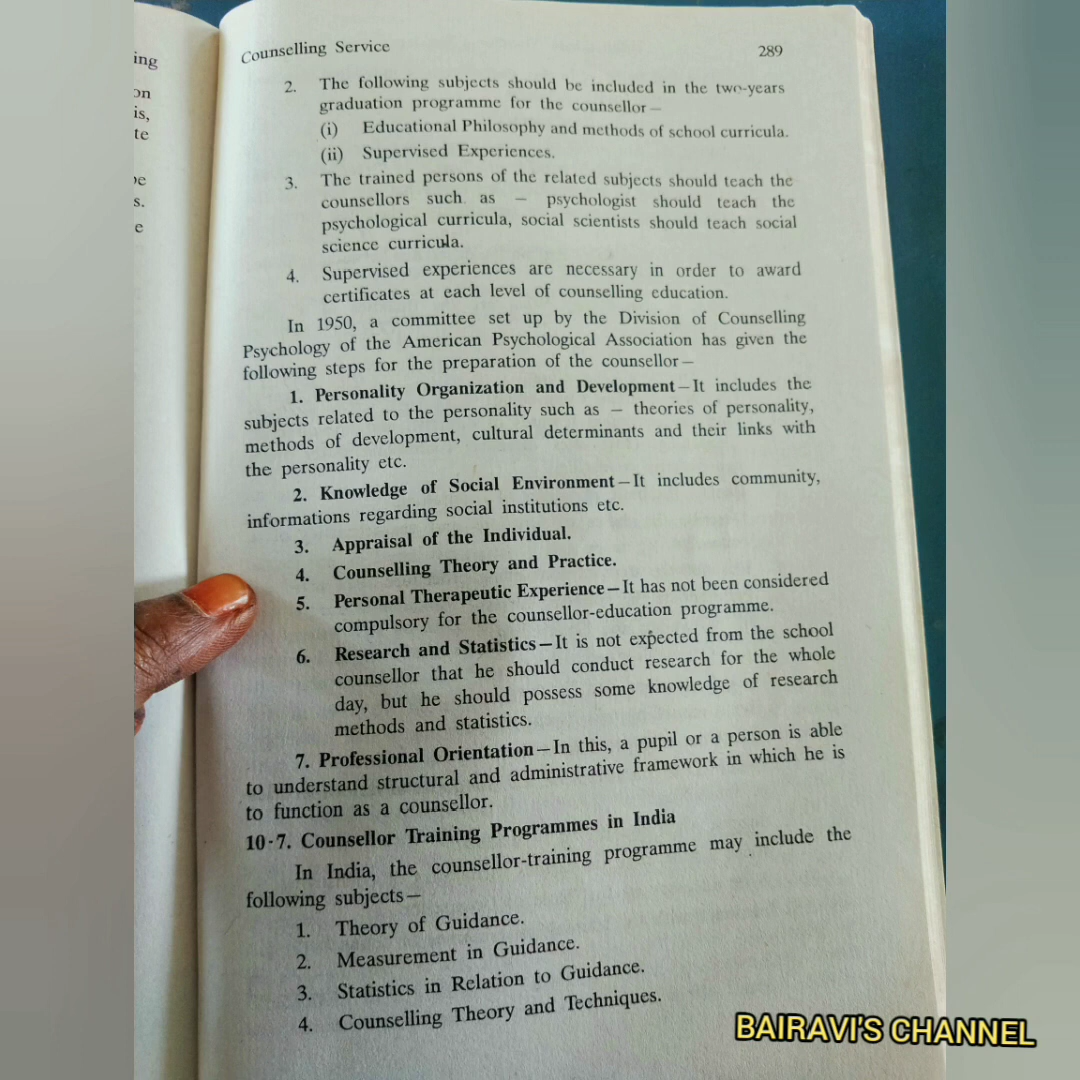 ing
on
is,
te
be
s.
e
Counselling Service 289
2. The following subjects should be included in the two-years
graduation programme for the counsellor –
(i) Educational Philosophy and methods of school curricula.
(ii) Supervised Experiences.
3. The trained persons of the related subjects should teach the
counsellors such as – psychologist should teach the
psychological curricula, social scientists should teach social
science curricula.
4. Supervised experiences are necessary in order to award
certificates at each level of counselling education.
In 1950, a committee set up by the Division of Counselling
Psychology of the American Psychological Association has given the
following steps for the preparation of the counsellor –
1. Personality Organization and Development – It includes the
subjects related to the personality such as – theories of personality,
methods of development, cultural determinants and their links with
the personality etc.
2. Knowledge of Social Environment – It includes community,
informations regarding social institutions etc.
3. Appraisal of the Individual.
4. Counselling Theory and Practice.
5. Personal Therapeutic Experience – It has not been considered
compulsory for the counsellor-education programme.
6. Research and Statistics – It is not expected from the school
counsellor that he should conduct research for the whole
day, but he should possess some knowledge of research
methods and statistics.
7. Professional Orientation – In this, a pupil or a person is able
to understand structural and administrative framework in which he is
to function as a counsellor.
10·7. Counsellor Training Programmes in India
In India, the counsellor-training programme may include the
following subjects –
1. Theory of Guidance.
2. Measurement in Guidance.
3. Statistics in Relation to Guidance.
4. Counselling Theory and Techniques.
BAIRAVI'S CHANNEL